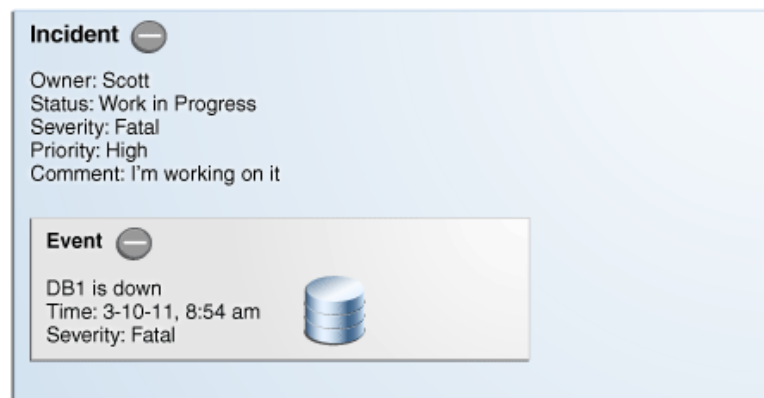 Incident
Owner: Scott
Status: Work in Progress
Severity: Fatal
Priority: High
Comment: I'm working on it
Event
DB1 is down
Time: 3-10-11, 8:54 am
Severity: Fatal